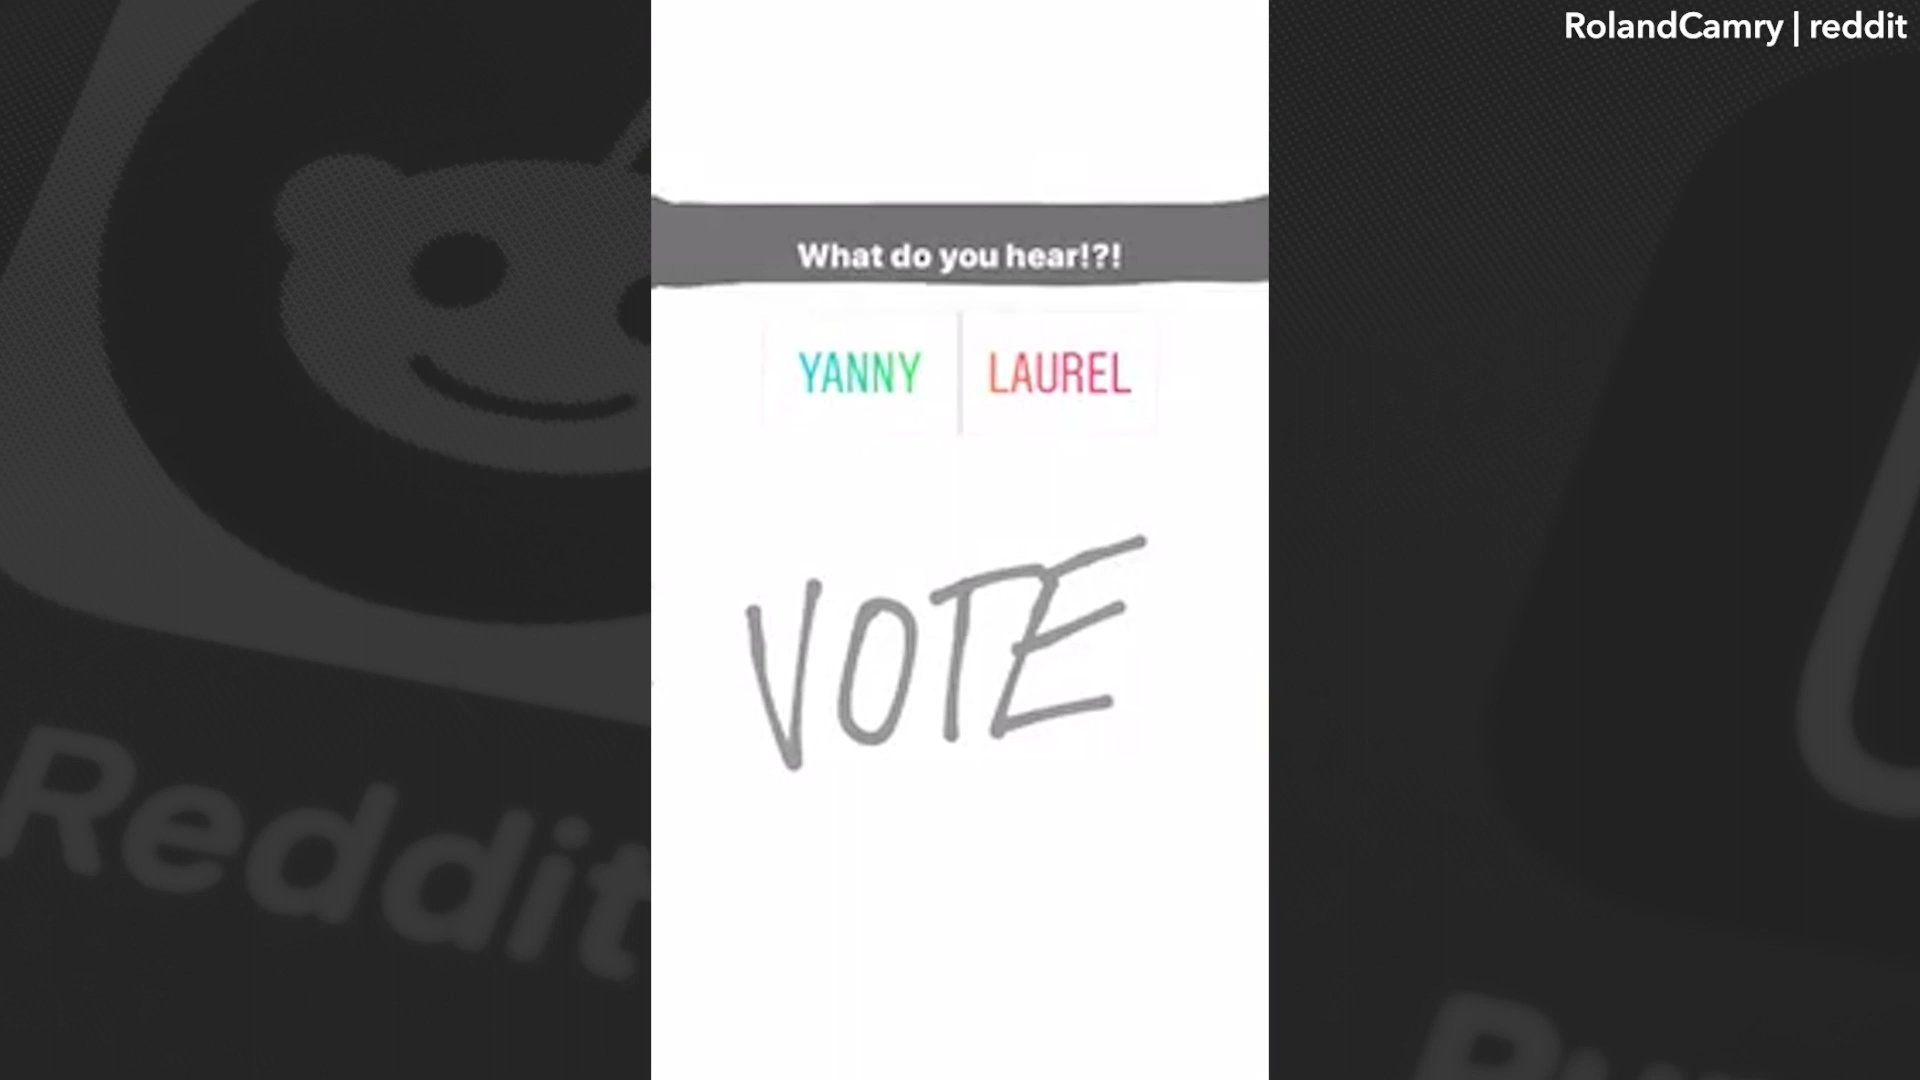 RolandCamry | reddit
What do you hear!?!
YANNY LAUREL
VOTE
Reddit